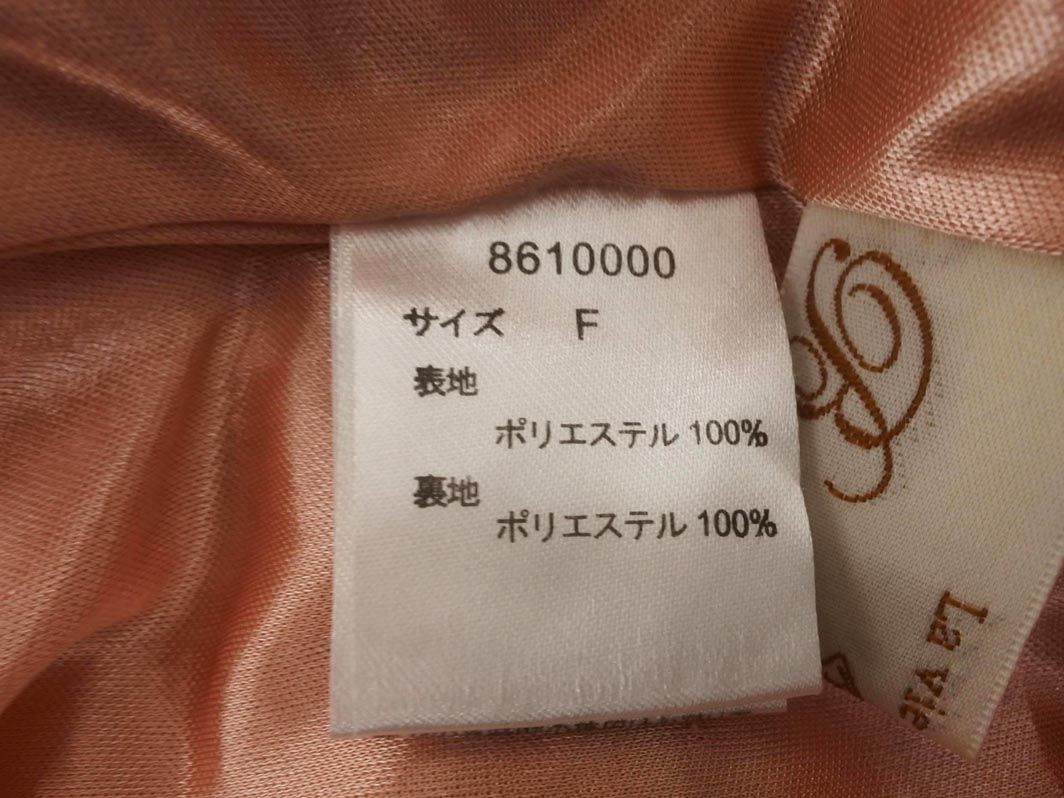 8610000
サイズ F
表地
ポリエステル 100%
裏地
ポリエステル 100%
La vie